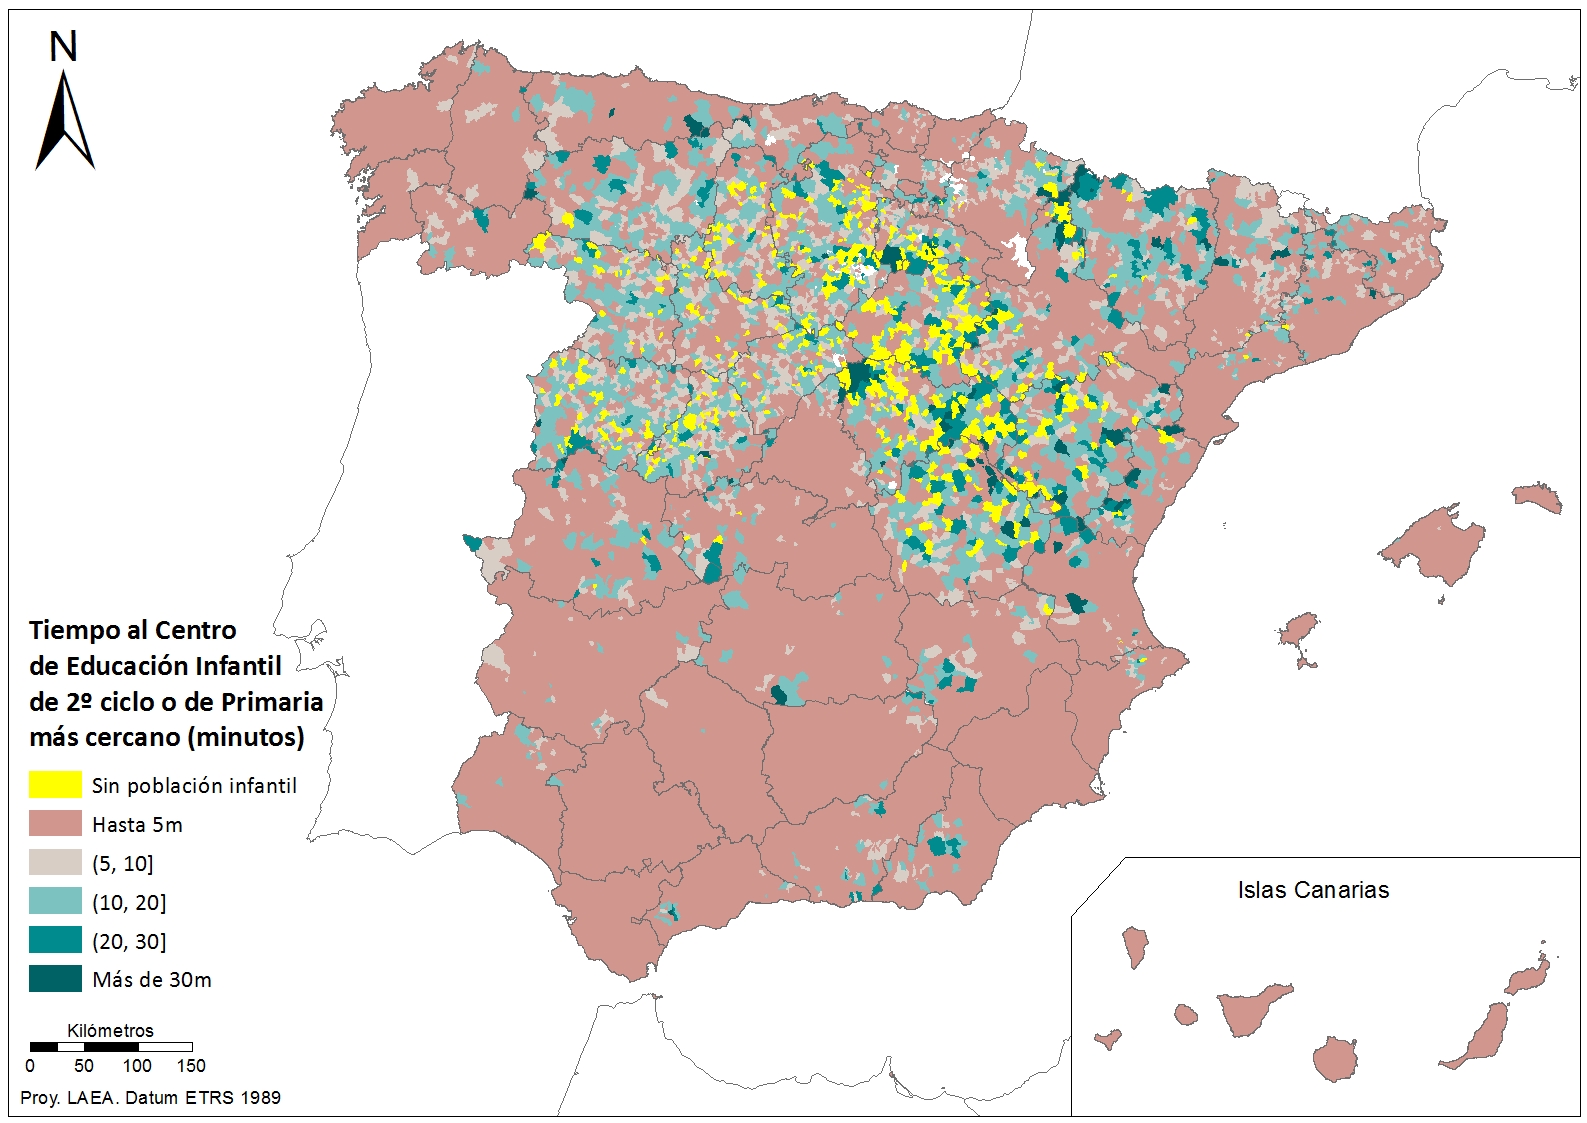 N
Tiempo al Centro
de Educación Infantil
de 2º ciclo o de Primaria
más cercano (minutos)
Sin población infantil
Hasta 5m
(5, 10]
(10, 20]
(20, 30]
Más de 30m
Kilómetros
0 50 100 150
Proy. LAEA. Datum ETRS 1989
Islas Canarias